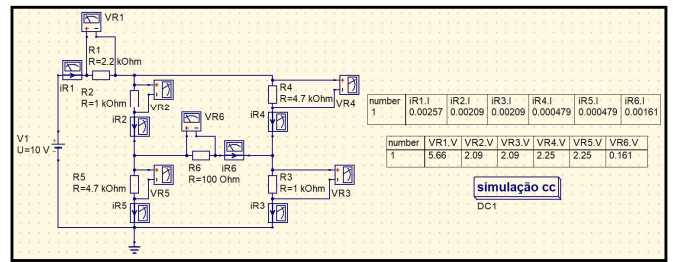 VR1
R1
R=2.2 kOhm
iR1
R2
R=1 kOhm
VR2
iR2
R4
R=4.7 kOhm
VR4
iR4
VR6
R6
R=100 Ohm
iR6
V1
U=10 V
R5
R=4.7 kOhm
VR5
iR5
R3
R=1 kOhm
VR3
iR3
number iR1.I iR2.I iR3.I iR4.I iR5.I iR6.I
1 0.00257 0.00209 0.00209 0.000479 0.000479 0.00161
number VR1.V VR2.V VR3.V VR4.V VR5.V VR6.V
1 5.66 2.09 2.09 2.25 2.25 0.161
simulação cc
DC1